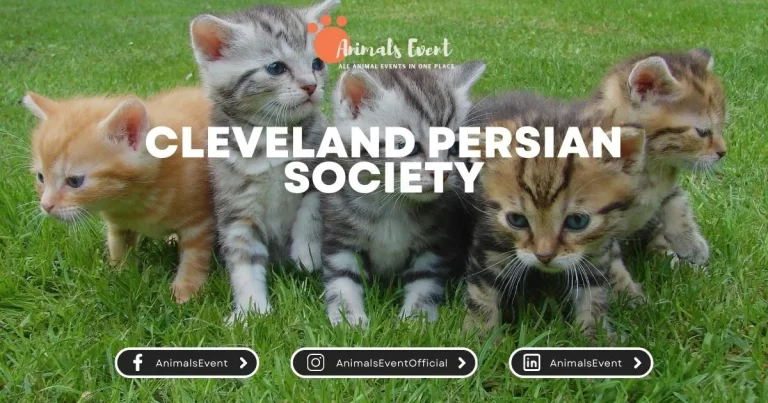 Animals Event
ALL ANIMAL EVENTS IN ONE PLACE
CLEVELAND PERSIAN
SOCIETY
AnimalsEvent
AnimalsEventOfficial
AnimalsEvent